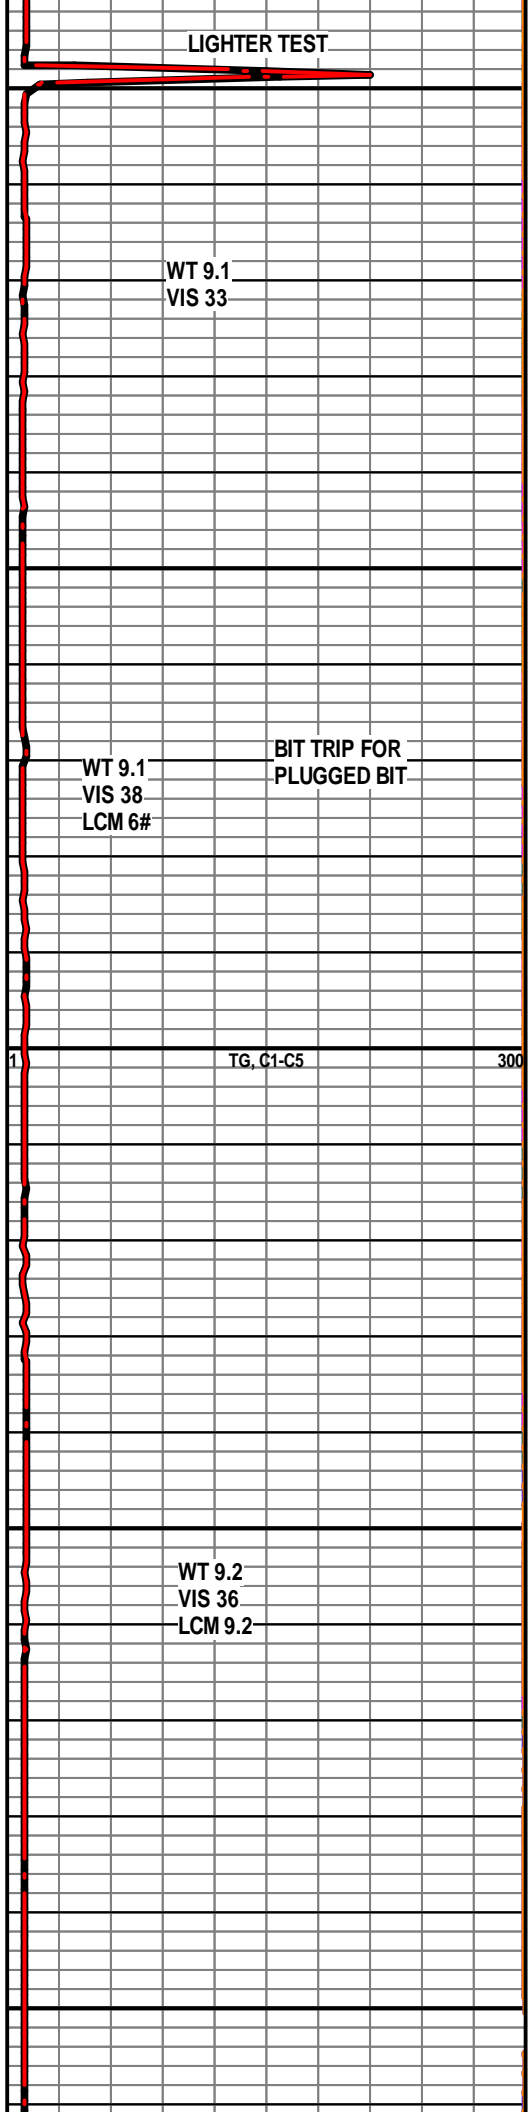 LIGHTER TEST
WT 9.1
VIS 33
BIT TRIP FOR
PLUGGED BIT
WT 9.1
VIS 38
LCM 6#
1 TG, C1-C5 300
WT 9.2
VIS 36
LCM 9.2